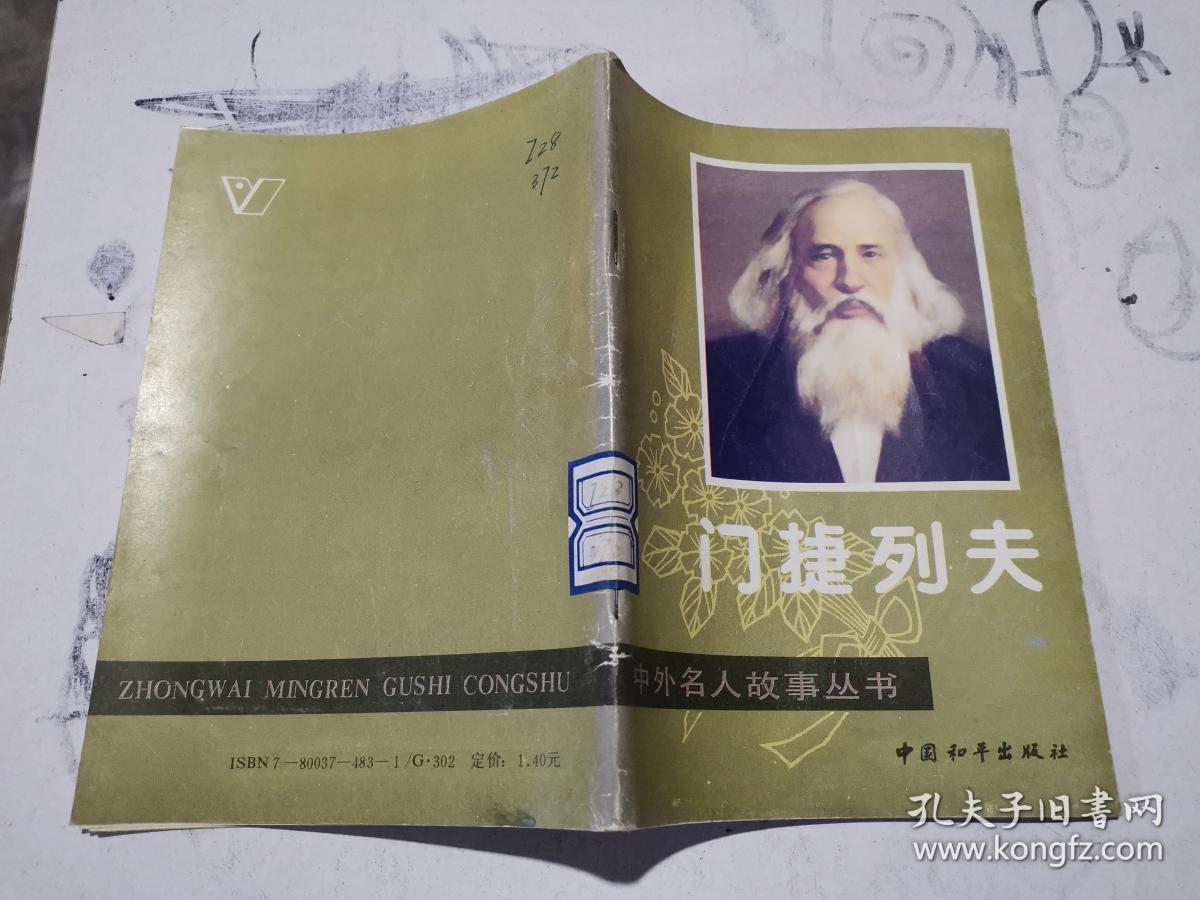 I28
372
门捷列夫
ZHONGWAI MINGREN GUSHI CONGSHU
中外名人故事丛书
ISBN 7—80037—483—1/G·302 定价：1.40元
中国和平出版社
孔夫子旧书网
www.kongfz.com